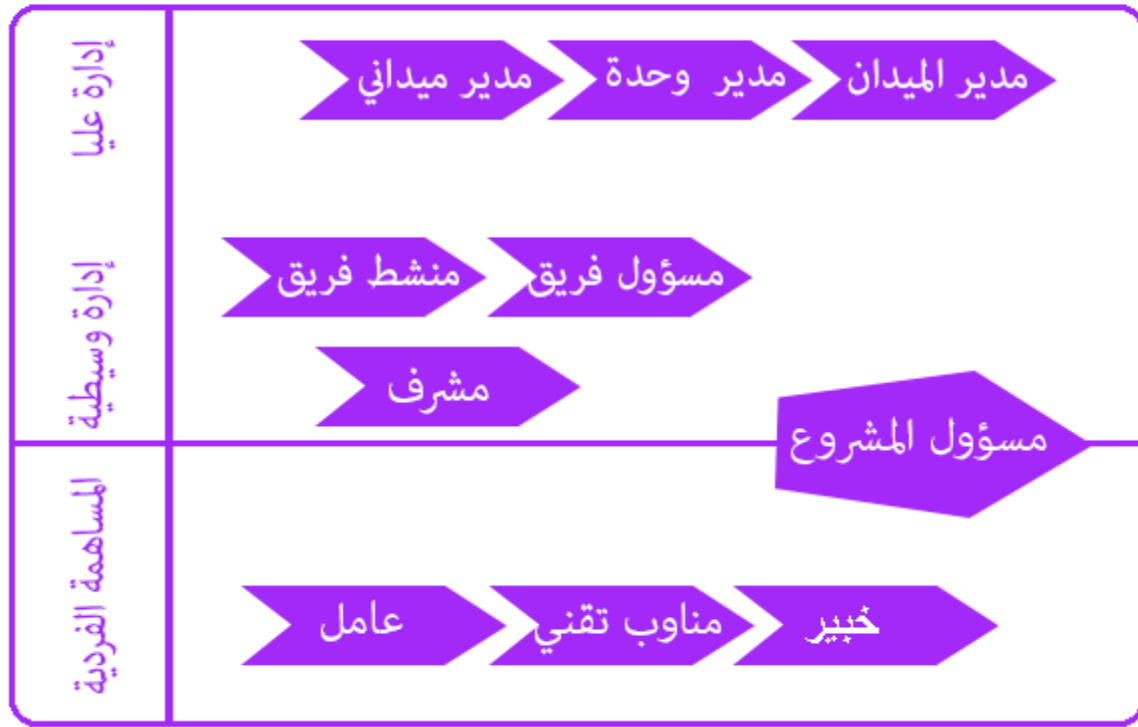 إدارة عليا
مدير ميداني
مدير وحدة
مدير الميدان
إدارة وسيطية
منشط فريق
مسؤول فريق
مشرف
مسؤول المشروع
المساهمة الفردية
عامل
مناوب تقني
خبير